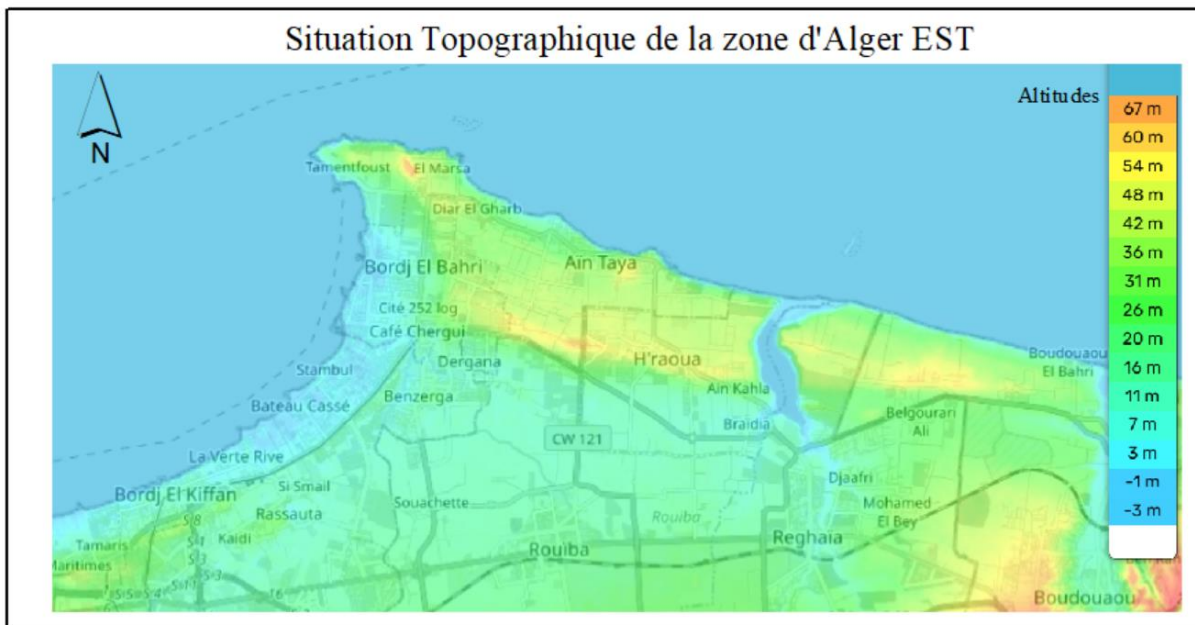 Situation Topographique de la zone d'Alger EST
N
Altitudes
67 m
60 m
54 m
48 m
42 m
36 m
31 m
26 m
20 m
16 m
11 m
7 m
3 m
-1 m
-3 m
Tamentfoust
El Marsa
Diar El Gharb
Aïn Taya
Bordj El Bahri
Cité 252 log
Café Chergui
Dergana
H'raoua
Boudouaou
El Bahri
Stambul
Benzerga
Ain Kahla
Bateau Cassé
Braidia
Belgourari
Ali
CW 121
La Verte Rive
Bordj El Kiffan
Si Smail
Souachette
Djaafri
Rassauta
Rouiba
Mohamed
El Bey
Tamaris
Kaidi
Maritimes
Rouiba
Reghaia
Boudouaou